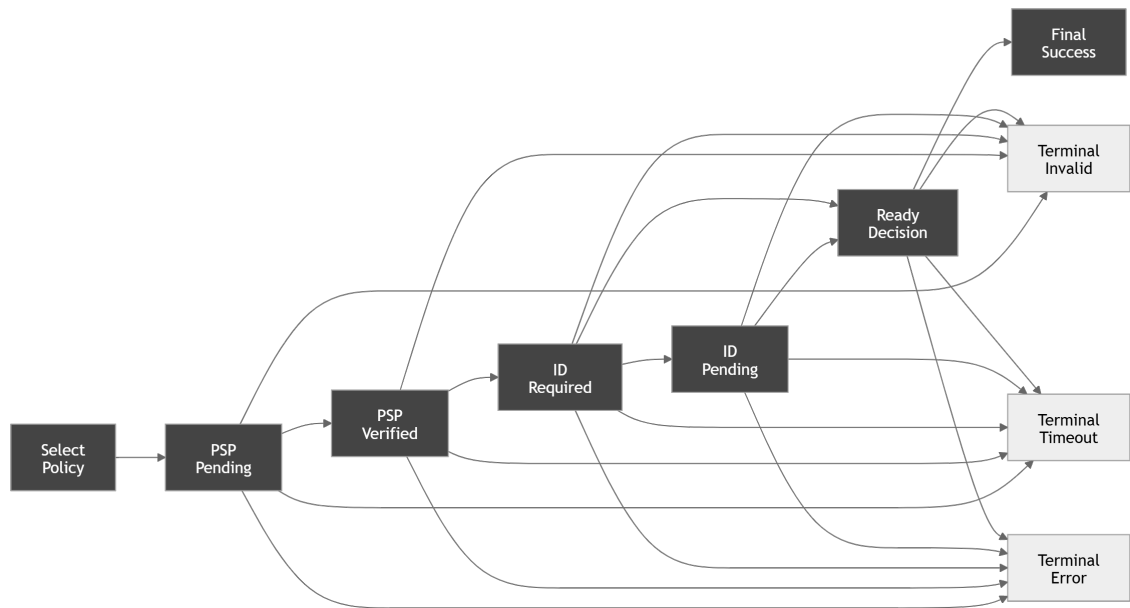 Final
Success
Terminal
Invalid
Ready
Decision
ID
Pending
ID
Required
PSP
Verified
Select
Policy
PSP
Pending
Terminal
Timeout
Terminal
Error